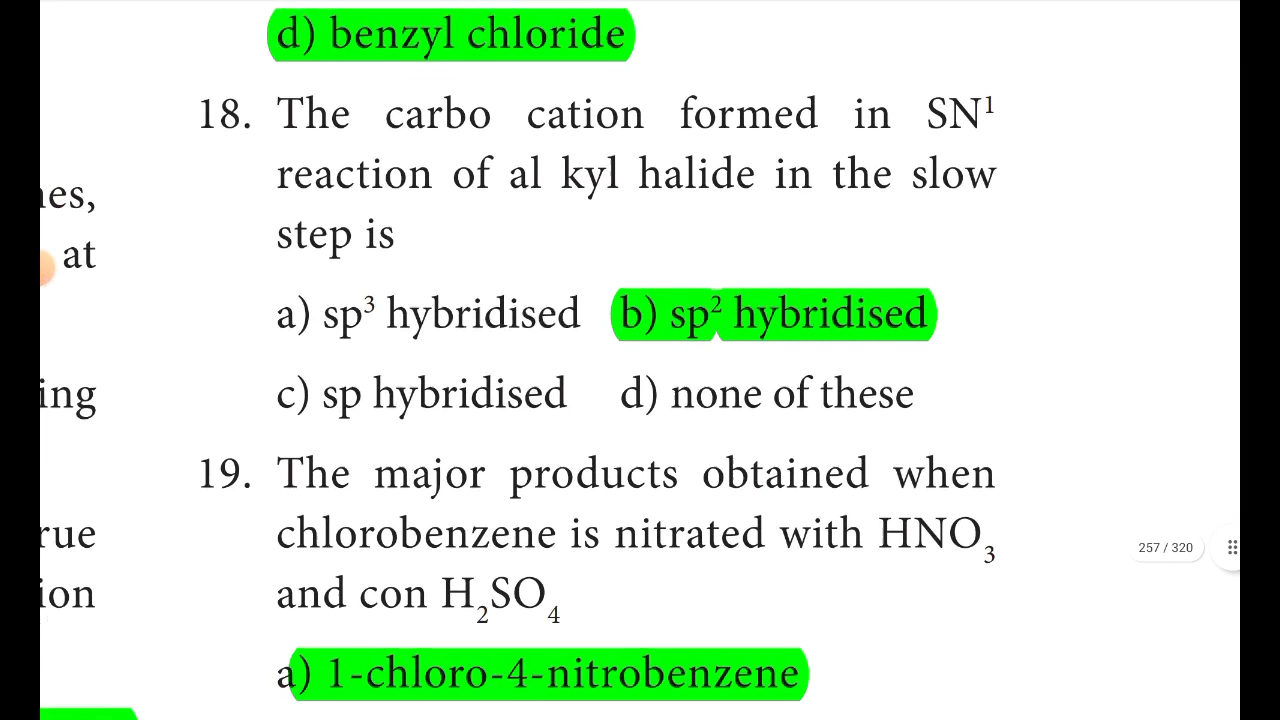 d) benzyl chloride
18. The carbo cation formed in SN¹
reaction of al kyl halide in the slow
step is
a) sp³ hybridised b) sp² hybridised
c) sp hybridised d) none of these
19. The major products obtained when
chlorobenzene is nitrated with HNO₃
and con H₂SO₄
a) 1-chloro-4-nitrobenzene
at
ing
ion
257 / 320